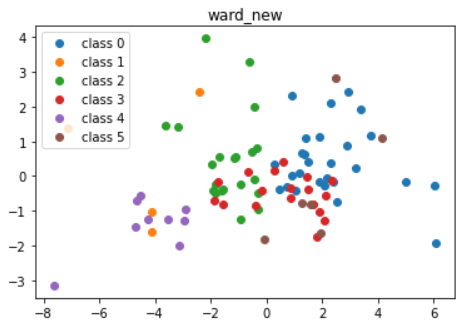 ward_new
4
3
2
1
0
−1
−2
−3
class 0
class 1
class 2
class 3
class 4
class 5
−8
−6
−4
−2
0
2
4
6